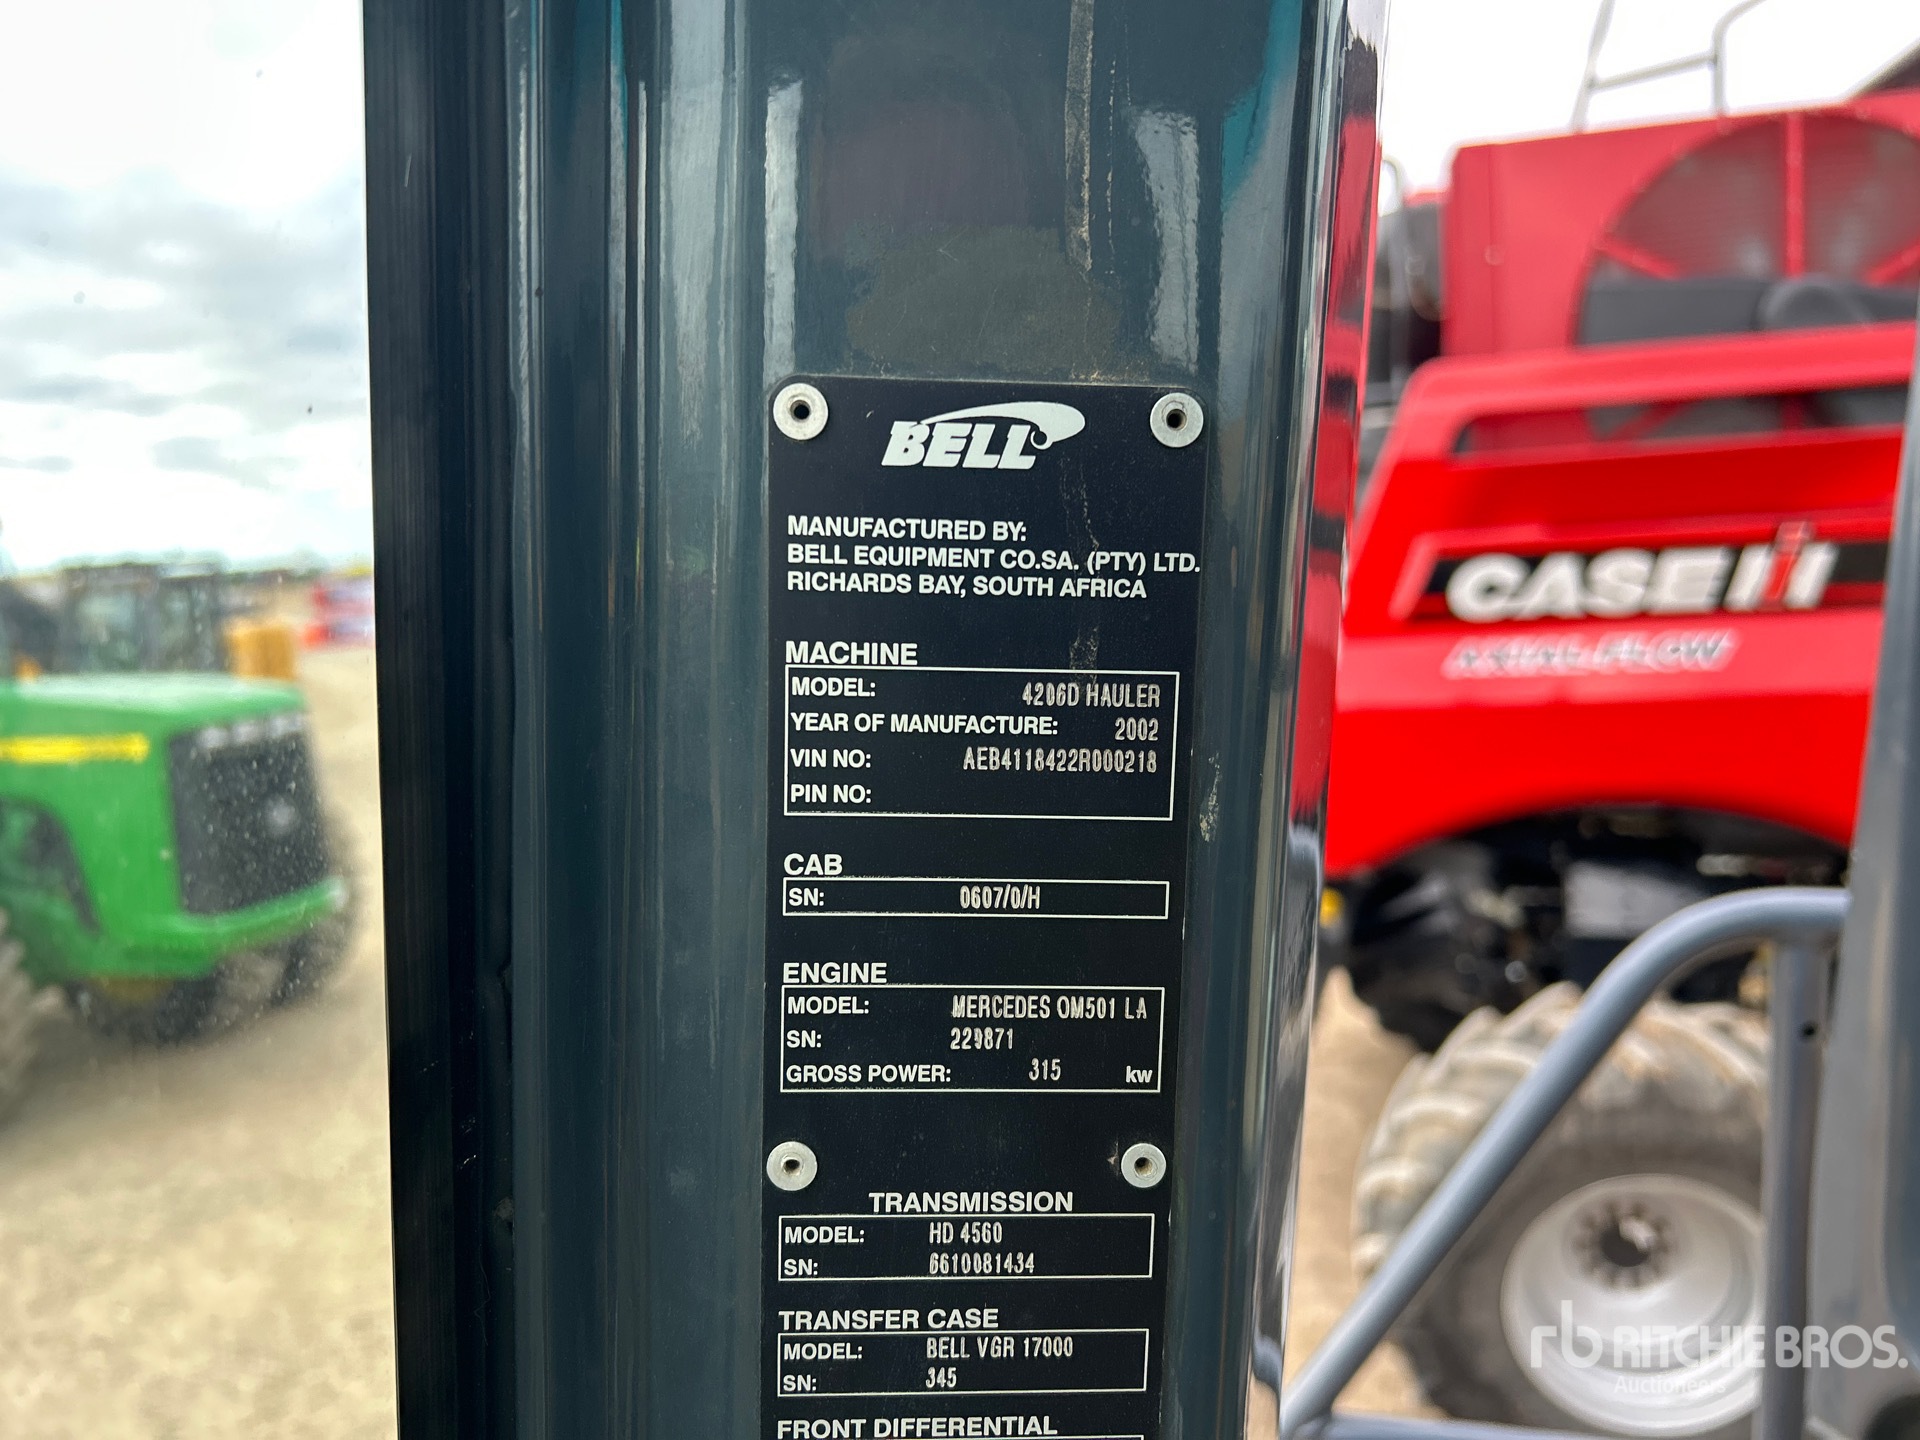 BELL
MANUFACTURED BY:
BELL EQUIPMENT CO.SA. (PTY) LTD.
RICHARDS BAY, SOUTH AFRICA
MACHINE
MODEL: 4206D HAULER
YEAR OF MANUFACTURE: 2002
VIN NO: AEB4118422R000218
PIN NO:
CAB
SN: 0607/0/H
ENGINE
MODEL: MERCEDES OM501 LA
SN: 229871
GROSS POWER: 315 kw
TRANSMISSION
MODEL: HD 4560
SN: 6610081434
TRANSFER CASE
MODEL: BELL VGR 17000
SN: 345
FRONT DIFFERENTIAL
CASE IH
AXIAL-FLOW
rb RITCHIE BROS.
Auctioneers